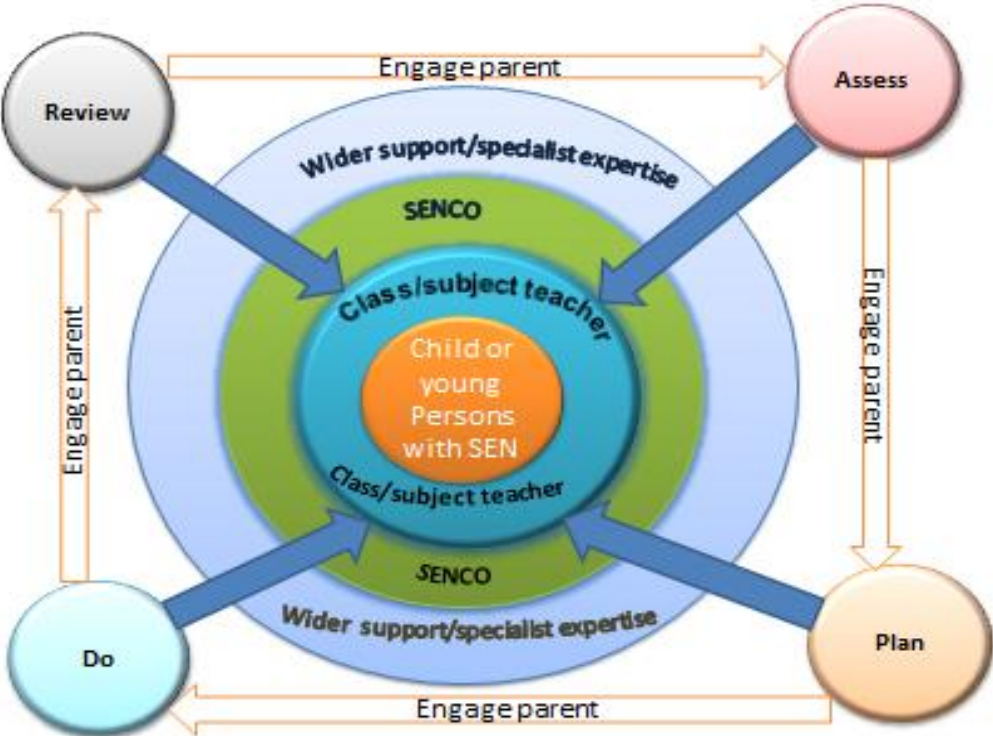 Engage parent
Review
Assess
Wider support/specialist expertise
SENCO
Class/subject teacher
Child or
young
Persons
with SEN
Class/subject teacher
SENCO
Wider support/specialist expertise
Engage parent
Engage parent
Do
Plan
Engage parent